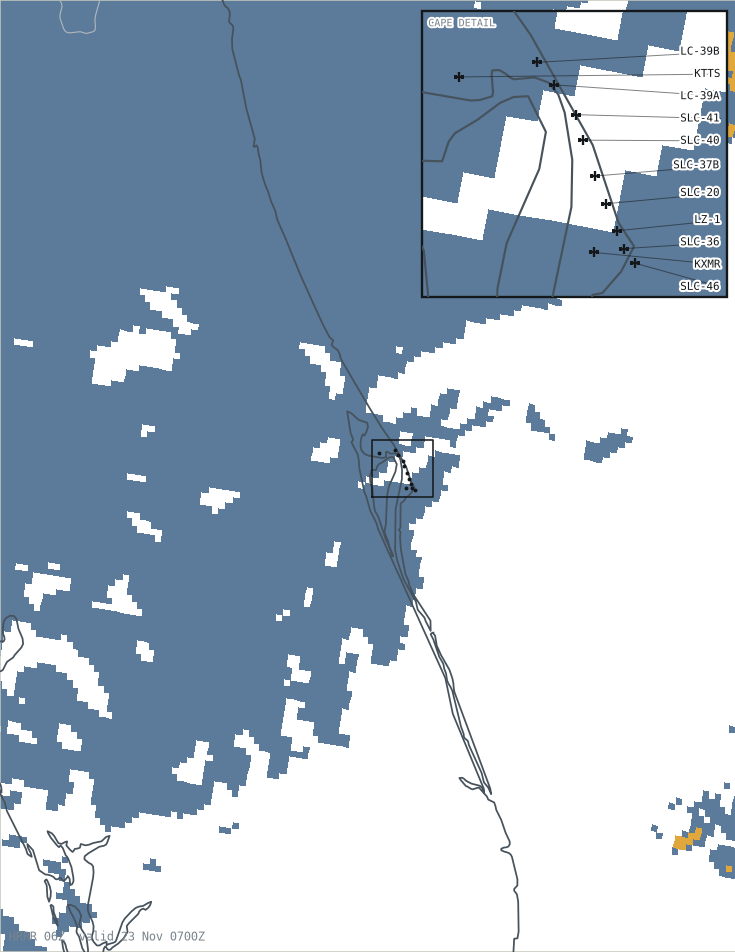 CAPE DETAIL
LC-39B
KTTS
LC-39A
SLC-41
SLC-40
SLC-37B
SLC-20
LZ-1
SLC-36
KXMR
SLC-46
06Z valid 23 Nov 0700Z